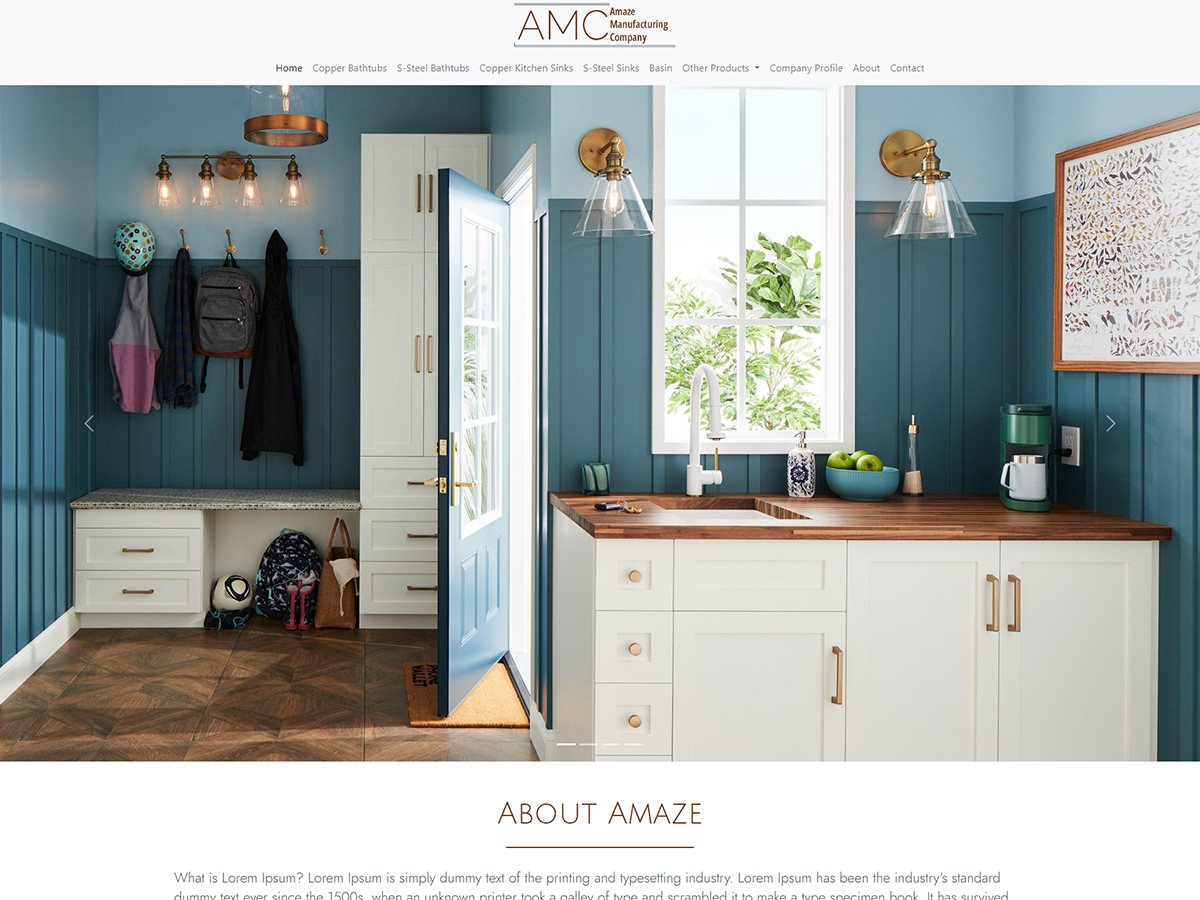 AMC
Amaze
Manufacturing
Company
Home Copper Bathtubs S-Steel Bathtubs Copper Kitchen Sinks S-Steel Sinks Basin Other Products Company Profile About Contact
About Amaze
What is Lorem Ipsum? Lorem Ipsum is simply dummy text of the printing and typesetting industry. Lorem Ipsum has been the industry's standard
dummy text ever since the 1500s, when an unknown printer took a galley of type and scrambled it to make a type specimen book. It has survived